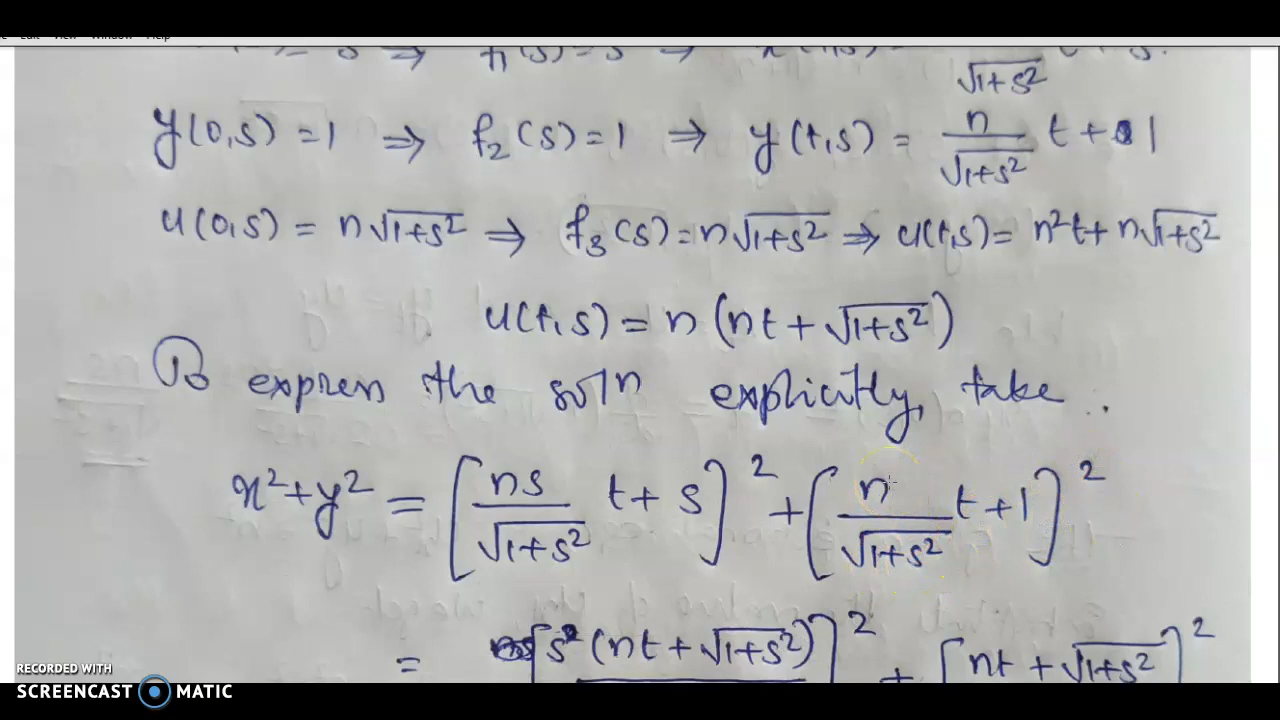 √1+s²
y(0,s) = 1 ⇒ f₂(s) = 1 ⇒ y(t,s) = n/√1+s² t + 1
u(0,s) = n√1+s² ⇒ f₃(s) = n√1+s² ⇒ u(t,s) = n²t + n√1+s²
u(t,s) = n (nt + √1+s²)
To express the solⁿ explicitly, take
x²+y² = [ns/√1+s² t + s]² + [n/√1+s² t + 1]²
= [s (nt + √1+s²)]² + [nt + √1+s²]²
RECORDED WITH
SCREENCAST MATIC